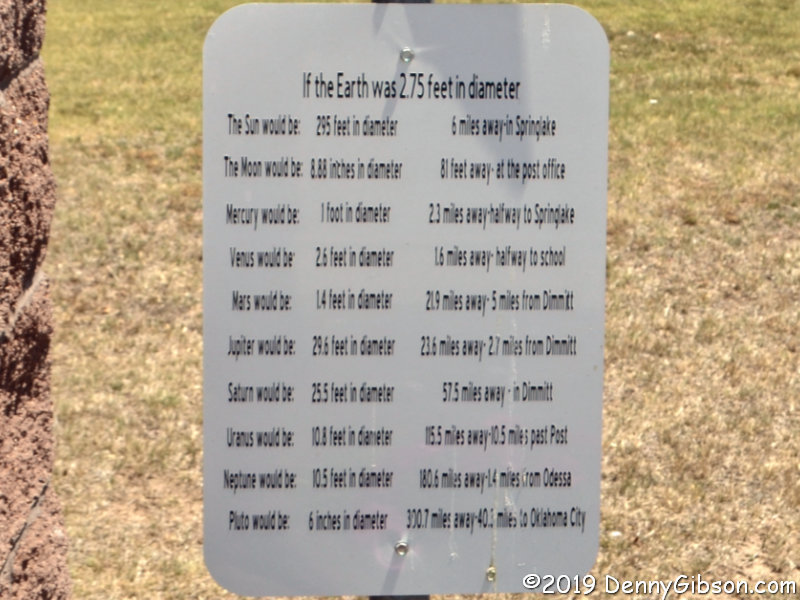 If the Earth was 2.75 feet in diameter
The Sun would be: 295 feet in diameter 6 miles away-in Springlake
The Moon would be: 8.88 inches in diameter 81 feet away- at the post office
Mercury would be: 1 foot in diameter 2.3 miles away-halfway to Springlake
Venus would be: 2.6 feet in diameter 1.6 miles away- halfway to school
Mars would be: 1.4 feet in diameter 21.9 miles away- 5 miles from Dimmitt
Jupiter would be: 29.6 feet in diameter 23.6 miles away- 2.7 miles from Dimmitt
Saturn would be: 25.5 feet in diameter 57.5 miles away - in Dimmitt
Uranus would be: 10.8 feet in diameter 115.5 miles away-10.5 miles past Post
Neptune would be: 10.5 feet in diameter 180.6 miles away-1.4 miles from Odessa
Pluto would be: 6 inches in diameter miles away- miles to Oklahoma City
©2019 DennyGibson.com